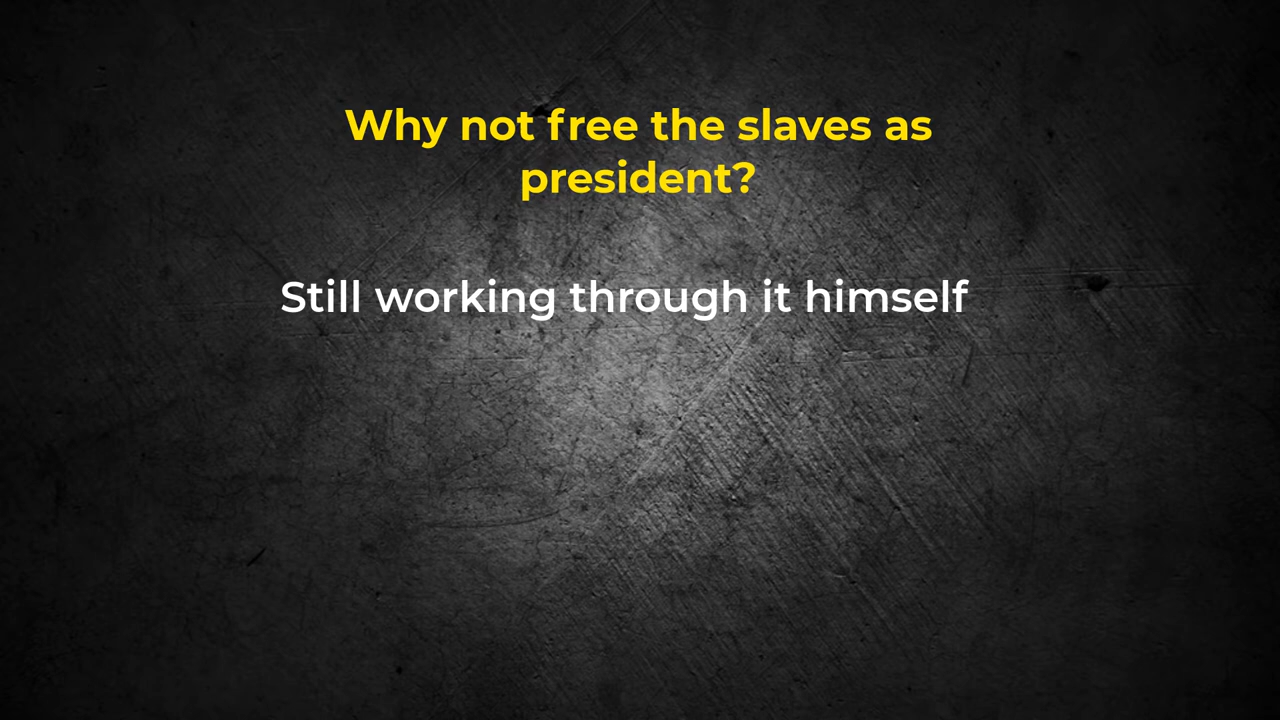 Why not free the slaves as
president?
Still working through it himself